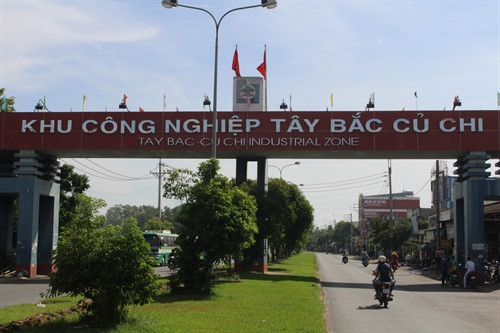 KHU CÔNG NGHIỆP TÂY BẮC CỦ CHI
TAY BAC-CU CHI INDUSTRIAL ZONE